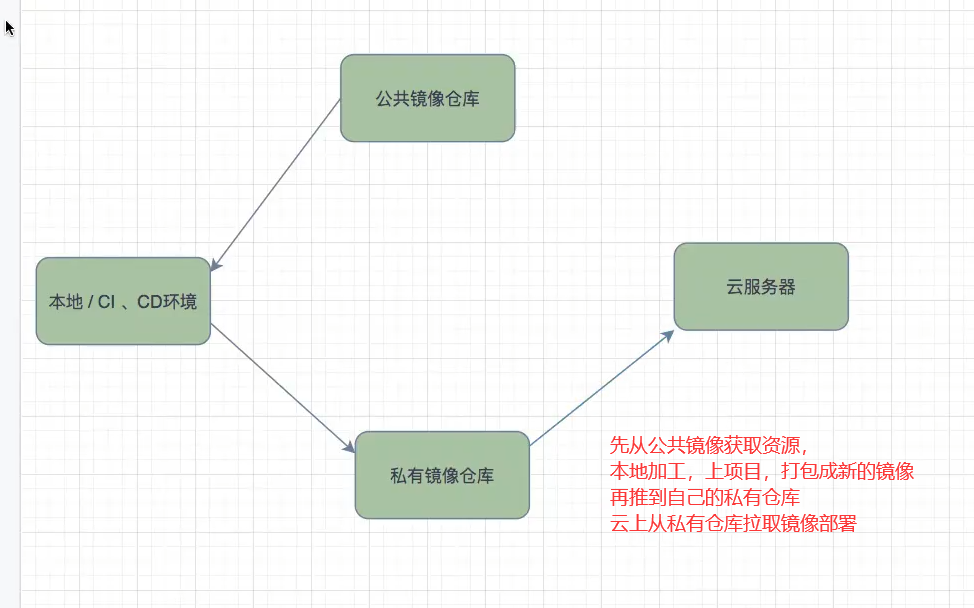 公共镜像仓库
本地 / CI 、CD环境
云服务器
私有镜像仓库
先从公共镜像获取资源，
本地加工，上项目，打包成新的镜像
再推到自己的私有仓库
云上从私有仓库拉取镜像部署